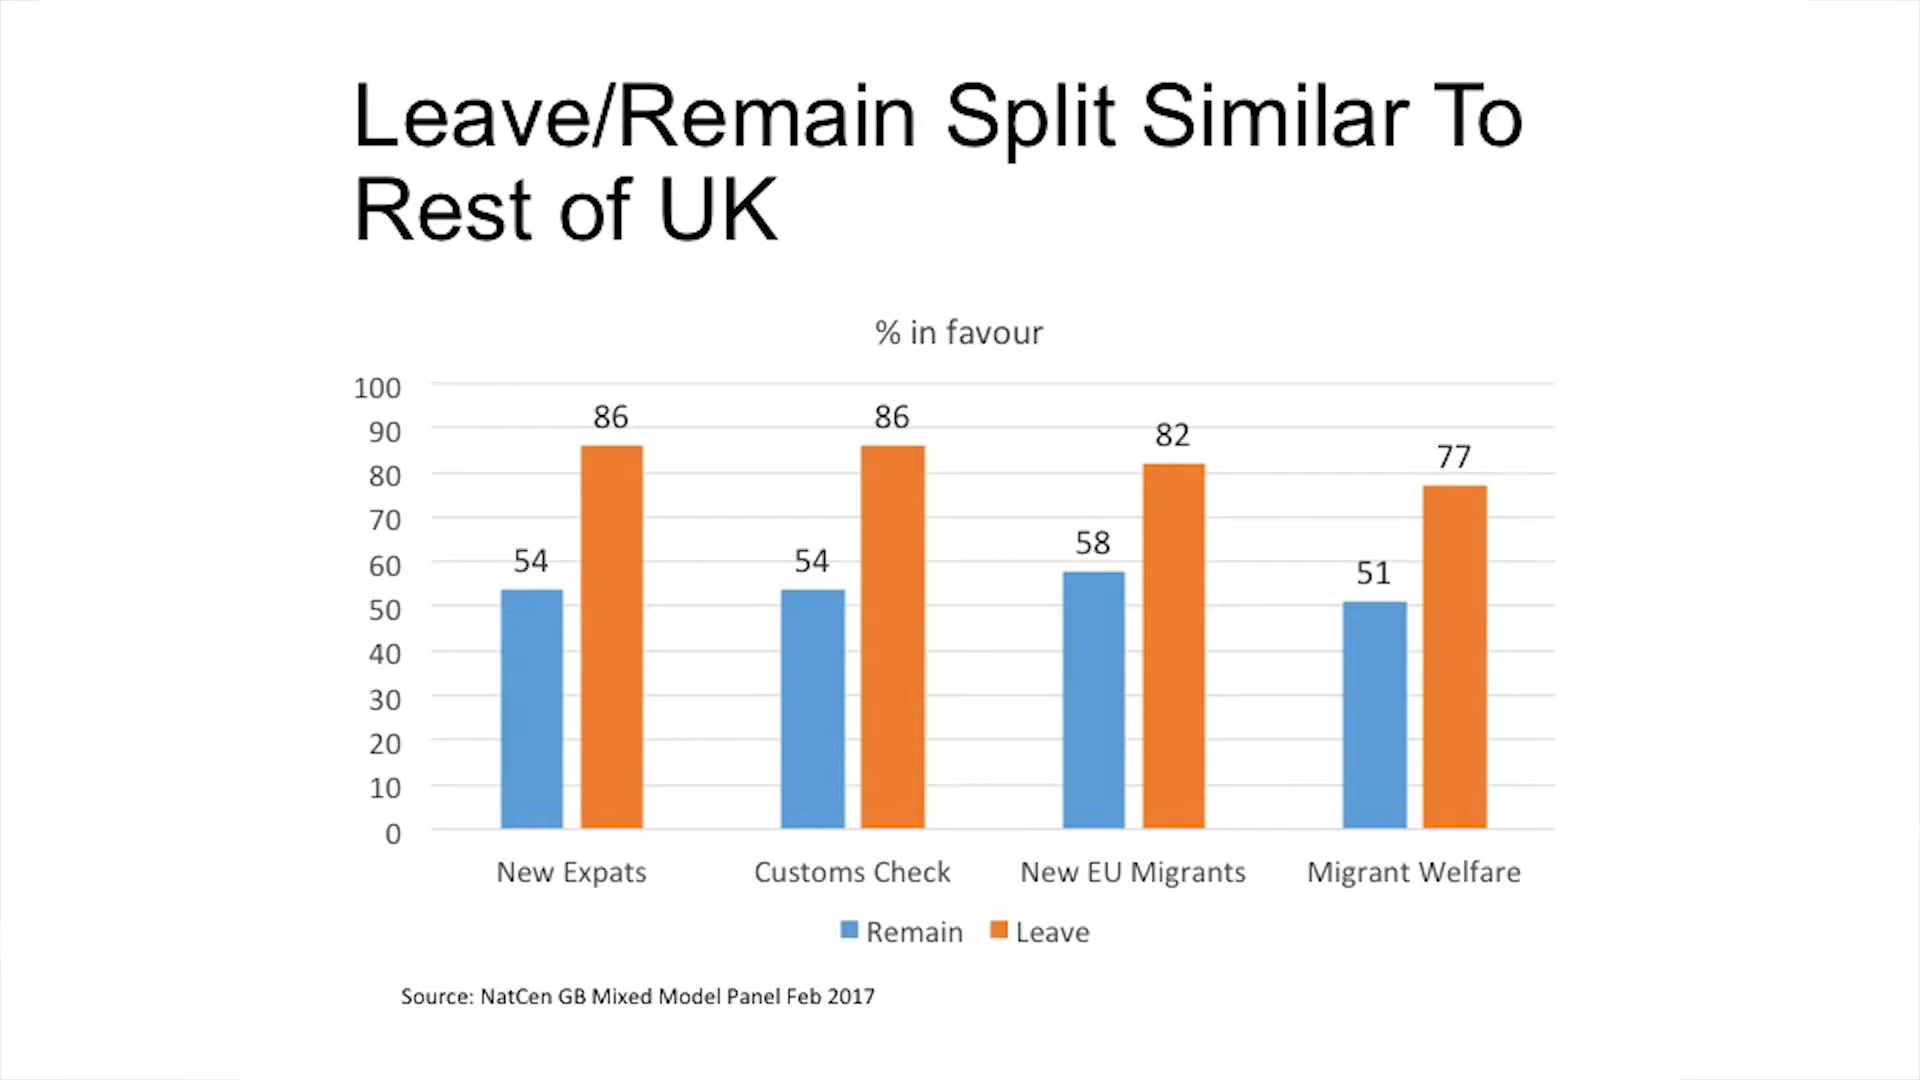 Leave/Remain Split Similar To
Rest of UK
% in favour
100
90
80
70
60
50
40
30
20
10
0
54
86
54
86
58
82
51
77
New Expats
Customs Check
New EU Migrants
Migrant Welfare
Remain
Leave
Source: NatCen GB Mixed Model Panel Feb 2017